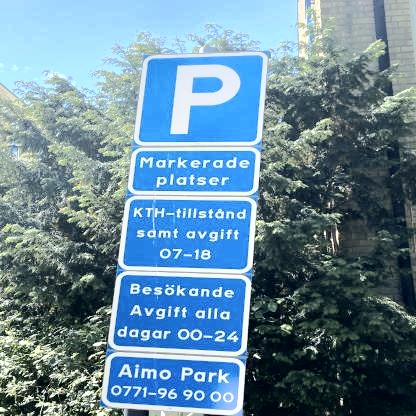 P
Markerade
platser
KTH-tillstånd
samt avgift
07-18
Besökande
Avgift alla
dagar 00-24
Aimo Park
0771-96 90 00